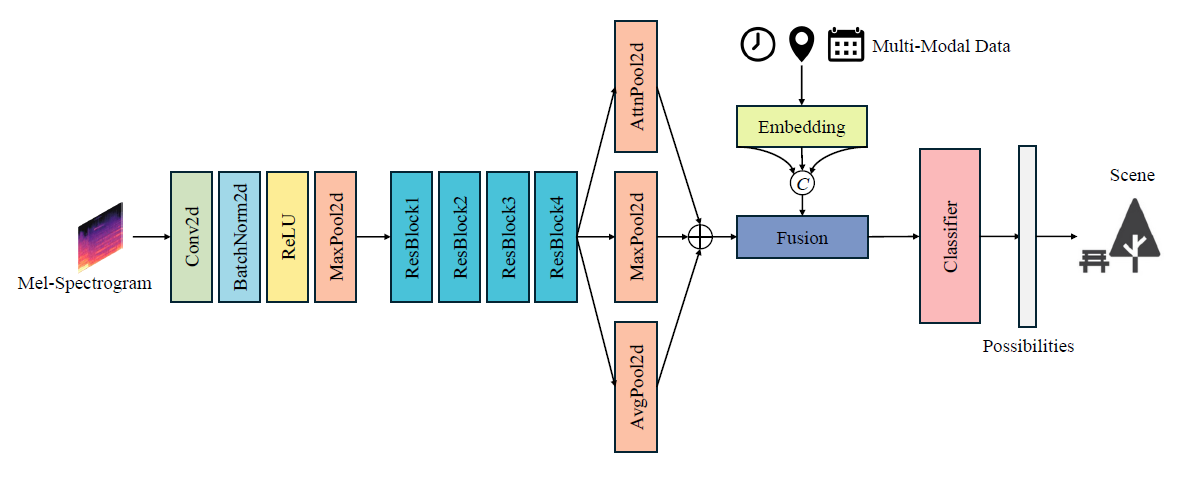 Mel-Spectrogram
Conv2d
BatchNorm2d
ReLU
MaxPool2d
ResBlock1
ResBlock2
ResBlock3
ResBlock4
AttnPool2d
MaxPool2d
AvgPool2d
Multi-Modal Data
Embedding
C
Fusion
Classifier
Possibilities
Scene